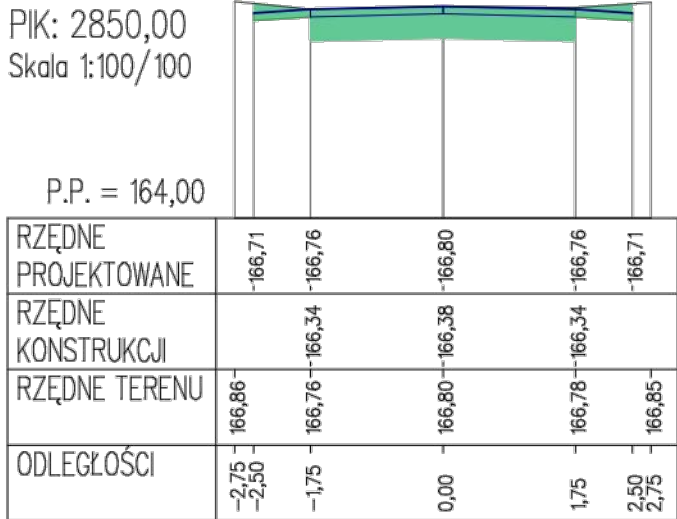 PIK: 2850,00
Skala 1:100/100
P.P. = 164,00
RZĘDNE
PROJEKTOWANE
-166,71 -166,76 -166,80 -166,76 -166,71
RZĘDNE
KONSTRUKCJI
-166,34 -166,38 -166,34
RZĘDNE TERENU
166,86 166,76 166,80 166,78 166,85
ODLEGŁOŚCI
-2,75 -2,50 -1,75 0,00 1,75 2,50 2,75